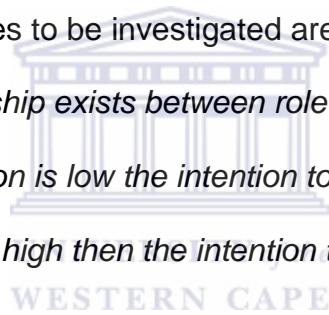 es to be investigated are
ship exists between role
on is low the intention to
high then the intention t
WESTERN CAPE